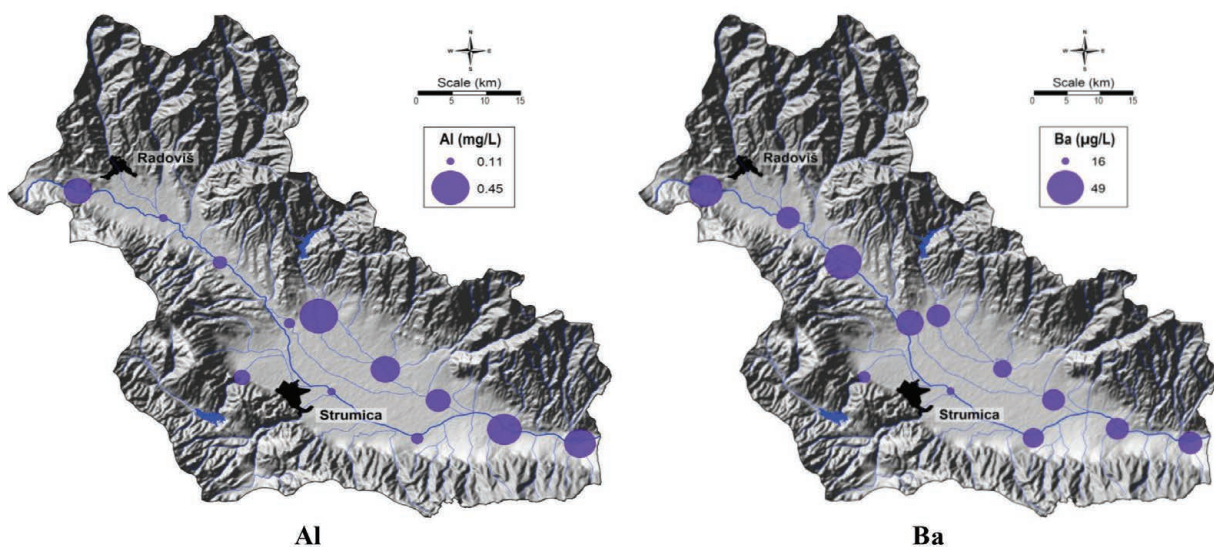 N
W E
S
Scale (km)
0 5 10 15
Al (mg/L)
0.11
0.45
Radoviš
Strumica
Al
N
W E
S
Scale (km)
0 5 10 15
Ba (µg/L)
16
49
Radoviš
Strumica
Ba